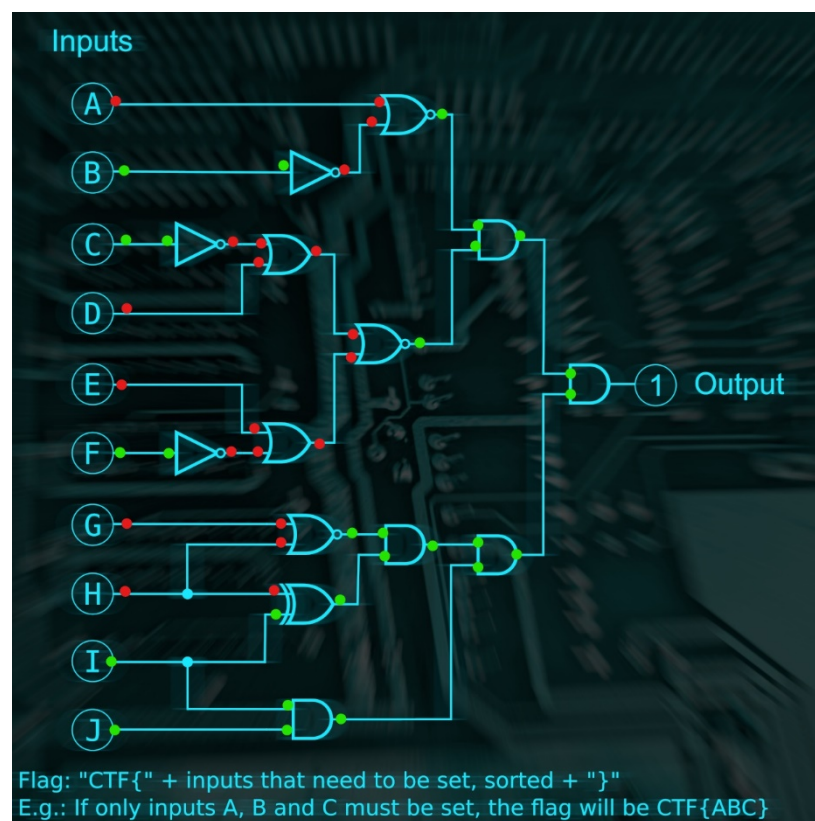 Inputs
A
B
C
D
E
1 Output
F
G
H
I
J
Flag: "CTF{" + inputs that need to be set, sorted + "}"
E.g.: If only inputs A, B and C must be set, the flag will be CTF{ABC}